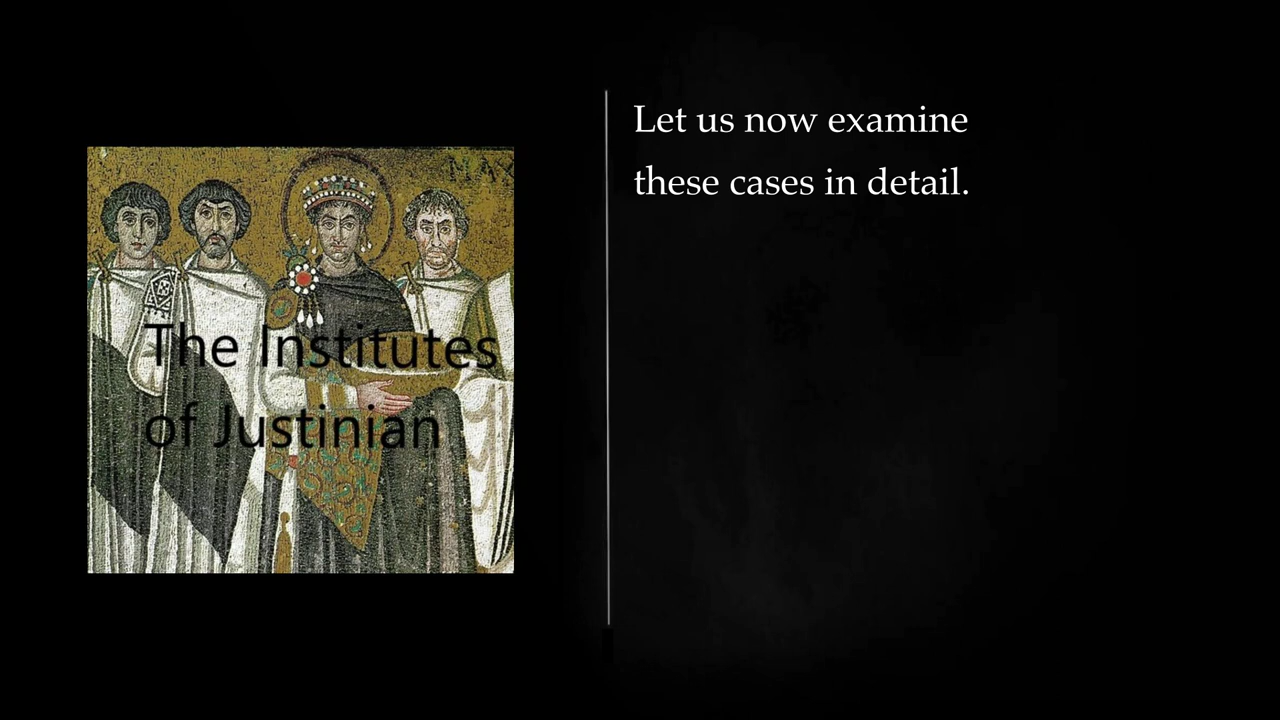 The Institutes
of Justinian
Let us now examine
these cases in detail.